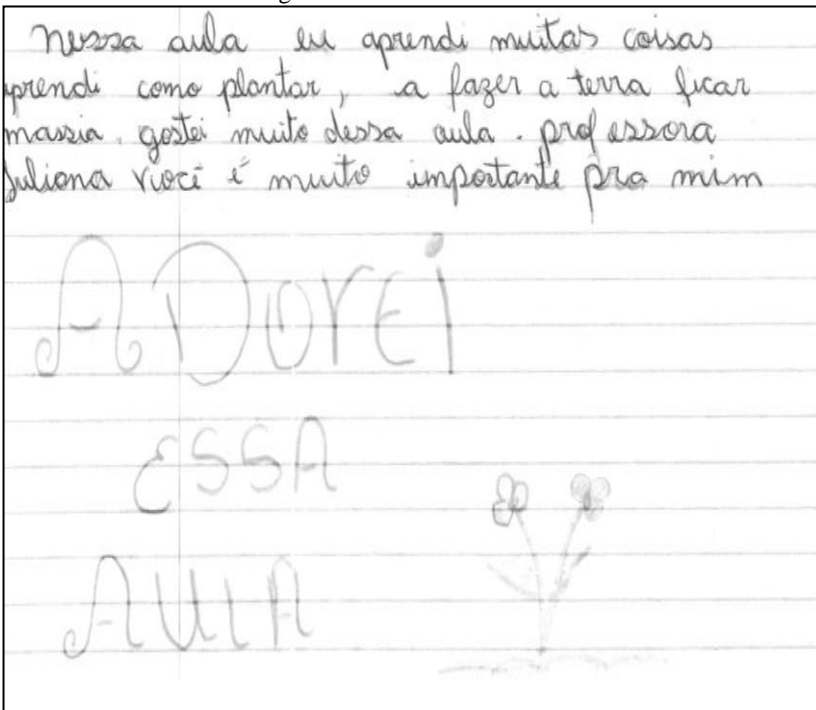 nessa aula eu aprendi muitas coisas
aprendi como plantar, a fazer a terra ficar
massia. gostei muito dessa aula. professora
Juliana você é muito importante pra mim
ADorEi
ESSA
AULA